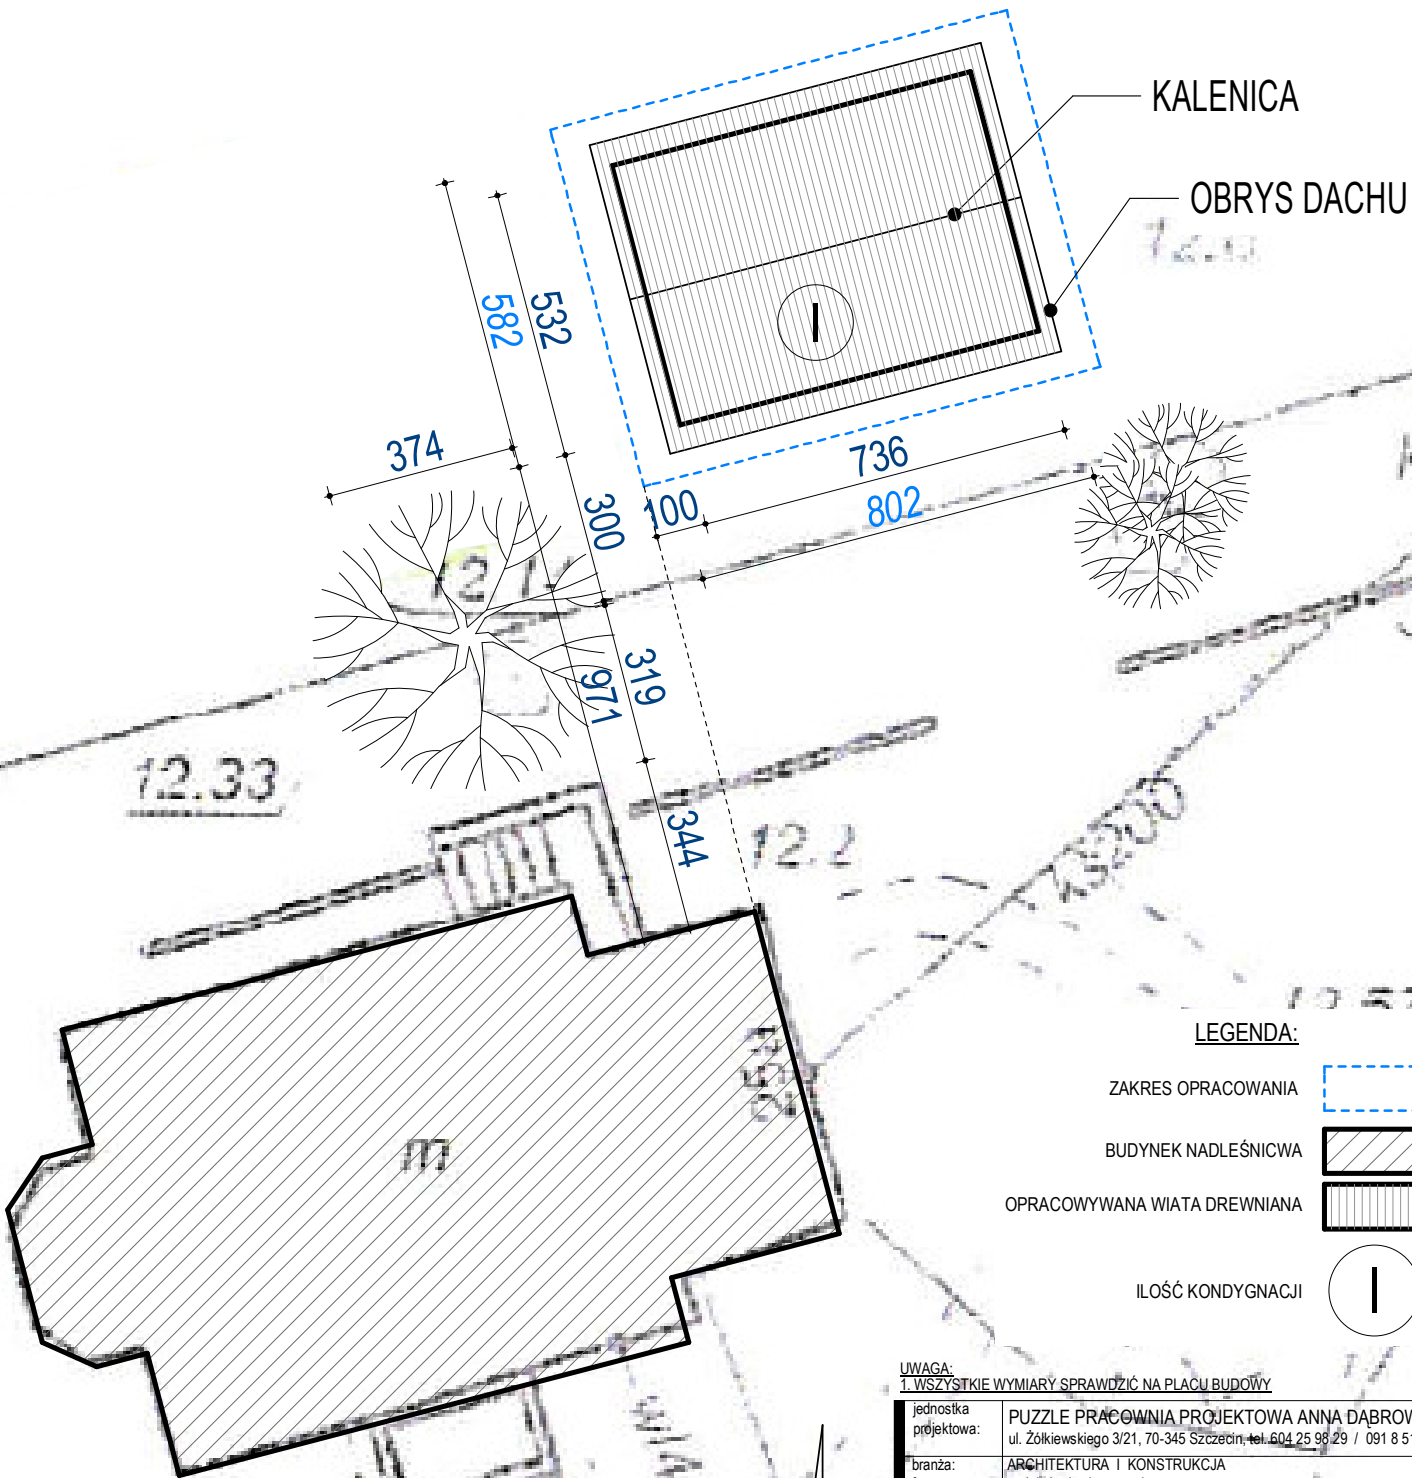 KALENICA
OBRYS DACHU
582
532
374
736
802
100
300
319
971
344
12.33
12.2
43200
m
LEGENDA:
ZAKRES OPRACOWANIA
BUDYNEK NADLEŚNICWA
OPRACOWYWANA WIATA DREWNIANA
ILOŚĆ KONDYGNACJI
I
I
UWAGA:
1. WSZYSTKIE WYMIARY SPRAWDZIĆ NA PLACU BUDOWY
jednostka
projektowa:
PUZZLE PRACOWNIA PROJEKTOWA ANNA DĄBROW
ul. Żółkiewskiego 3/21, 70-345 Szczecin, tel. 604 25 98 29 / 091 8 51
branża:
ARCHITEKTURA I KONSTRUKCJA